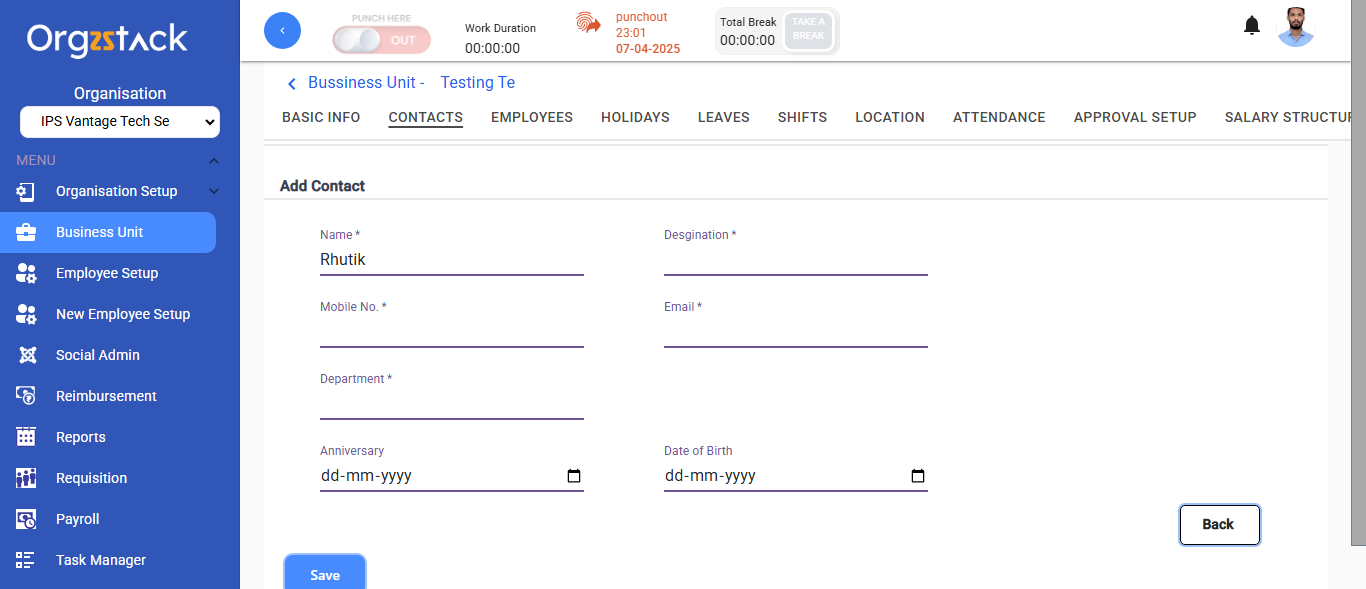 Orgzstack
Organisation
IPS Vantage Tech Se
MENU
Organisation Setup
Business Unit
Employee Setup
New Employee Setup
Social Admin
Reimbursement
Reports
Requisition
Payroll
Task Manager
PUNCH HERE
OUT
Work Duration
00:00:00
punchout
23:01
07-04-2025
Total Break
00:00:00
TAKE A
BREAK
Bussiness Unit - Testing Te
BASIC INFO CONTACTS EMPLOYEES HOLIDAYS LEAVES SHIFTS LOCATION ATTENDANCE APPROVAL SETUP SALARY STRUCTUR
Add Contact
Name * Desgination *
Rhutik
Mobile No. * Email *
Department *
Anniversary Date of Birth
dd-mm-yyyy dd-mm-yyyy
Back
Save